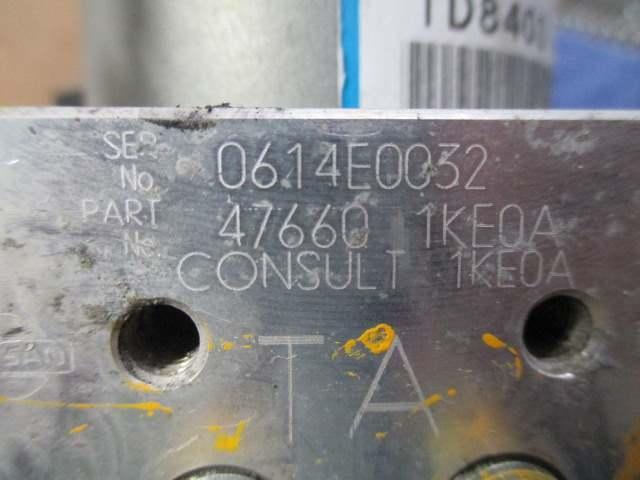 TD840
SER. 0614E0032
No.
PART 47660 1KE0A
No.
CONSULT 1KE0A
TA